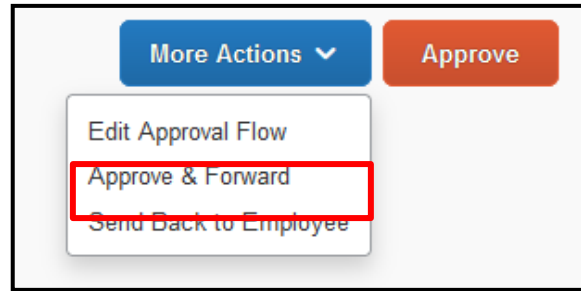 More Actions Approve
Edit Approval Flow
Approve & Forward
Send Back to Employee